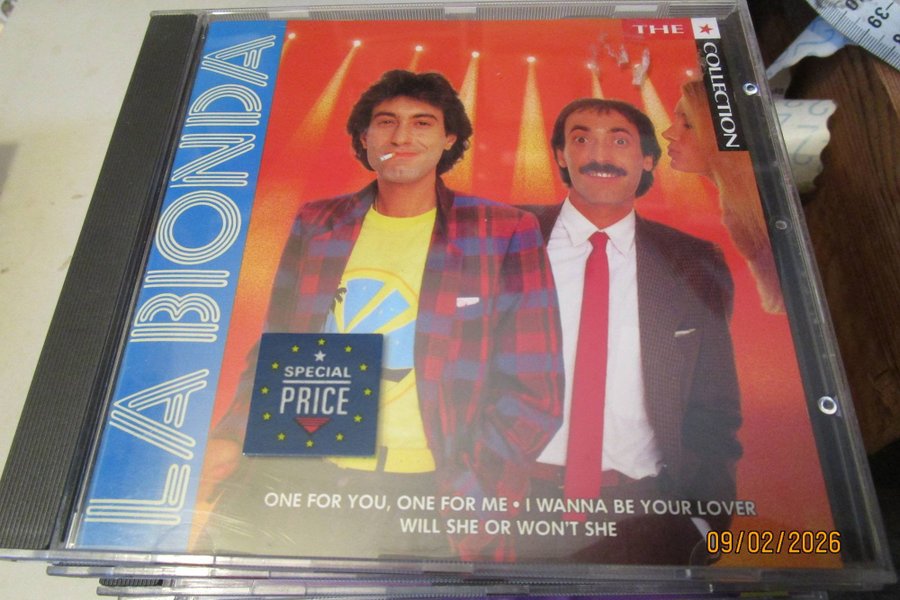 THE
COLLECTION
LA BIONDA
SPECIAL
PRICE
ONE FOR YOU, ONE FOR ME • I WANNA BE YOUR LOVER
WILL SHE OR WON'T SHE
09/02/2026
39